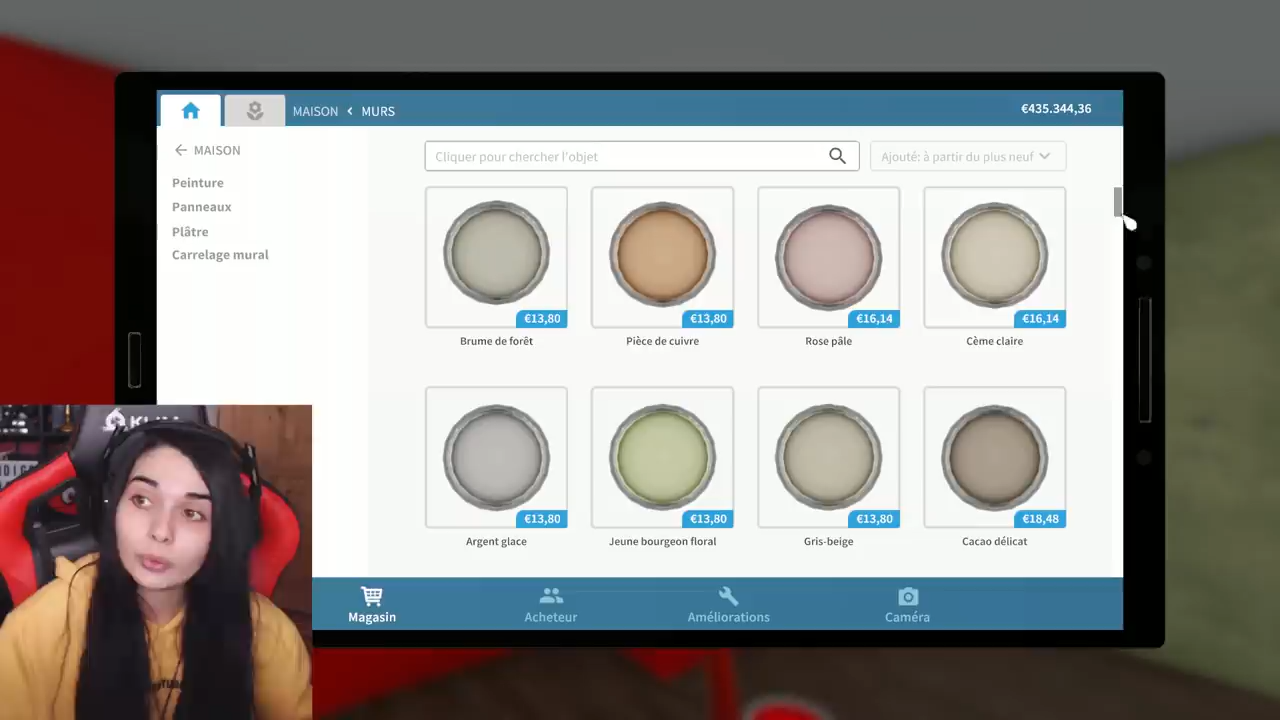 MAISON < MURS
€435.344,36
MAISON
Cliquer pour chercher l'objet
Ajouté: à partir du plus neuf
Peinture
Panneaux
Plâtre
Carrelage mural
€13,80
€13,80
€16,14
€16,14
Brume de forêt
Pièce de cuivre
Rose pâle
Cème claire
€13,80
€13,80
€13,80
€18,48
Argent glace
Jeune bourgeon floral
Gris-beige
Cacao délicat
Magasin
Acheteur
Améliorations
Caméra